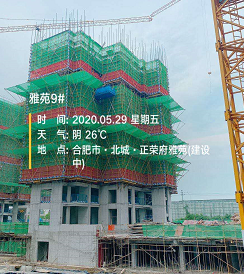 雅苑9#
时 间: 2020.05.29 星期五
天 气: 阴 26℃
地 点: 合肥市·北城·正荣府雅苑(建设
中)